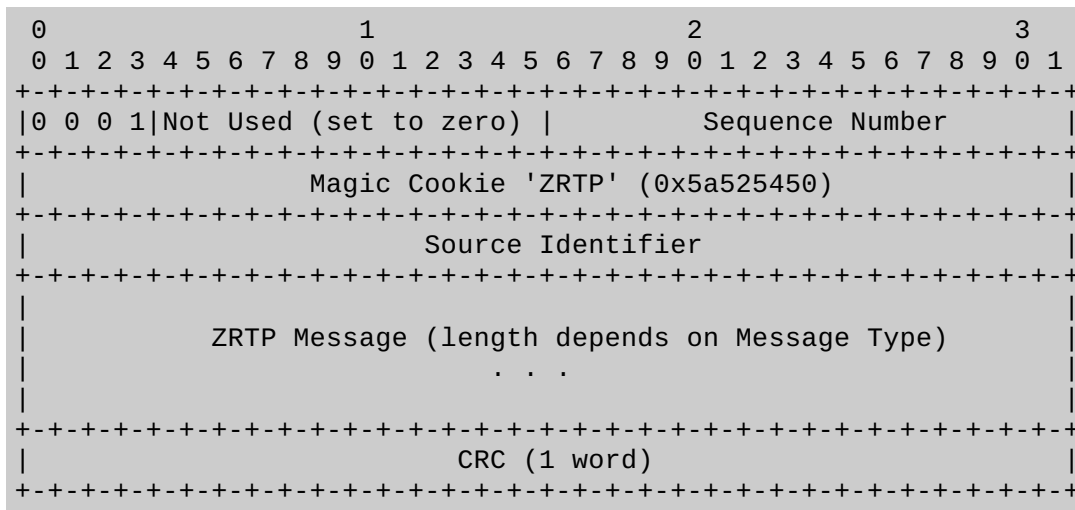 0                   1                   2                   3
 0 1 2 3 4 5 6 7 8 9 0 1 2 3 4 5 6 7 8 9 0 1 2 3 4 5 6 7 8 9 0 1
+-+-+-+-+-+-+-+-+-+-+-+-+-+-+-+-+-+-+-+-+-+-+-+-+-+-+-+-+-+-+-+-+
|0 0 0 1|Not Used (set to zero) |         Sequence Number       |
+-+-+-+-+-+-+-+-+-+-+-+-+-+-+-+-+-+-+-+-+-+-+-+-+-+-+-+-+-+-+-+-+
|                 Magic Cookie 'ZRTP' (0x5a525450)              |
+-+-+-+-+-+-+-+-+-+-+-+-+-+-+-+-+-+-+-+-+-+-+-+-+-+-+-+-+-+-+-+-+
|                        Source Identifier                      |
+-+-+-+-+-+-+-+-+-+-+-+-+-+-+-+-+-+-+-+-+-+-+-+-+-+-+-+-+-+-+-+-+
|                                                               |
|           ZRTP Message (length depends on Message Type)       |
|                            . . .                              |
|                                                               |
+-+-+-+-+-+-+-+-+-+-+-+-+-+-+-+-+-+-+-+-+-+-+-+-+-+-+-+-+-+-+-+-+
|                          CRC (1 word)                         |
+-+-+-+-+-+-+-+-+-+-+-+-+-+-+-+-+-+-+-+-+-+-+-+-+-+-+-+-+-+-+-+-+